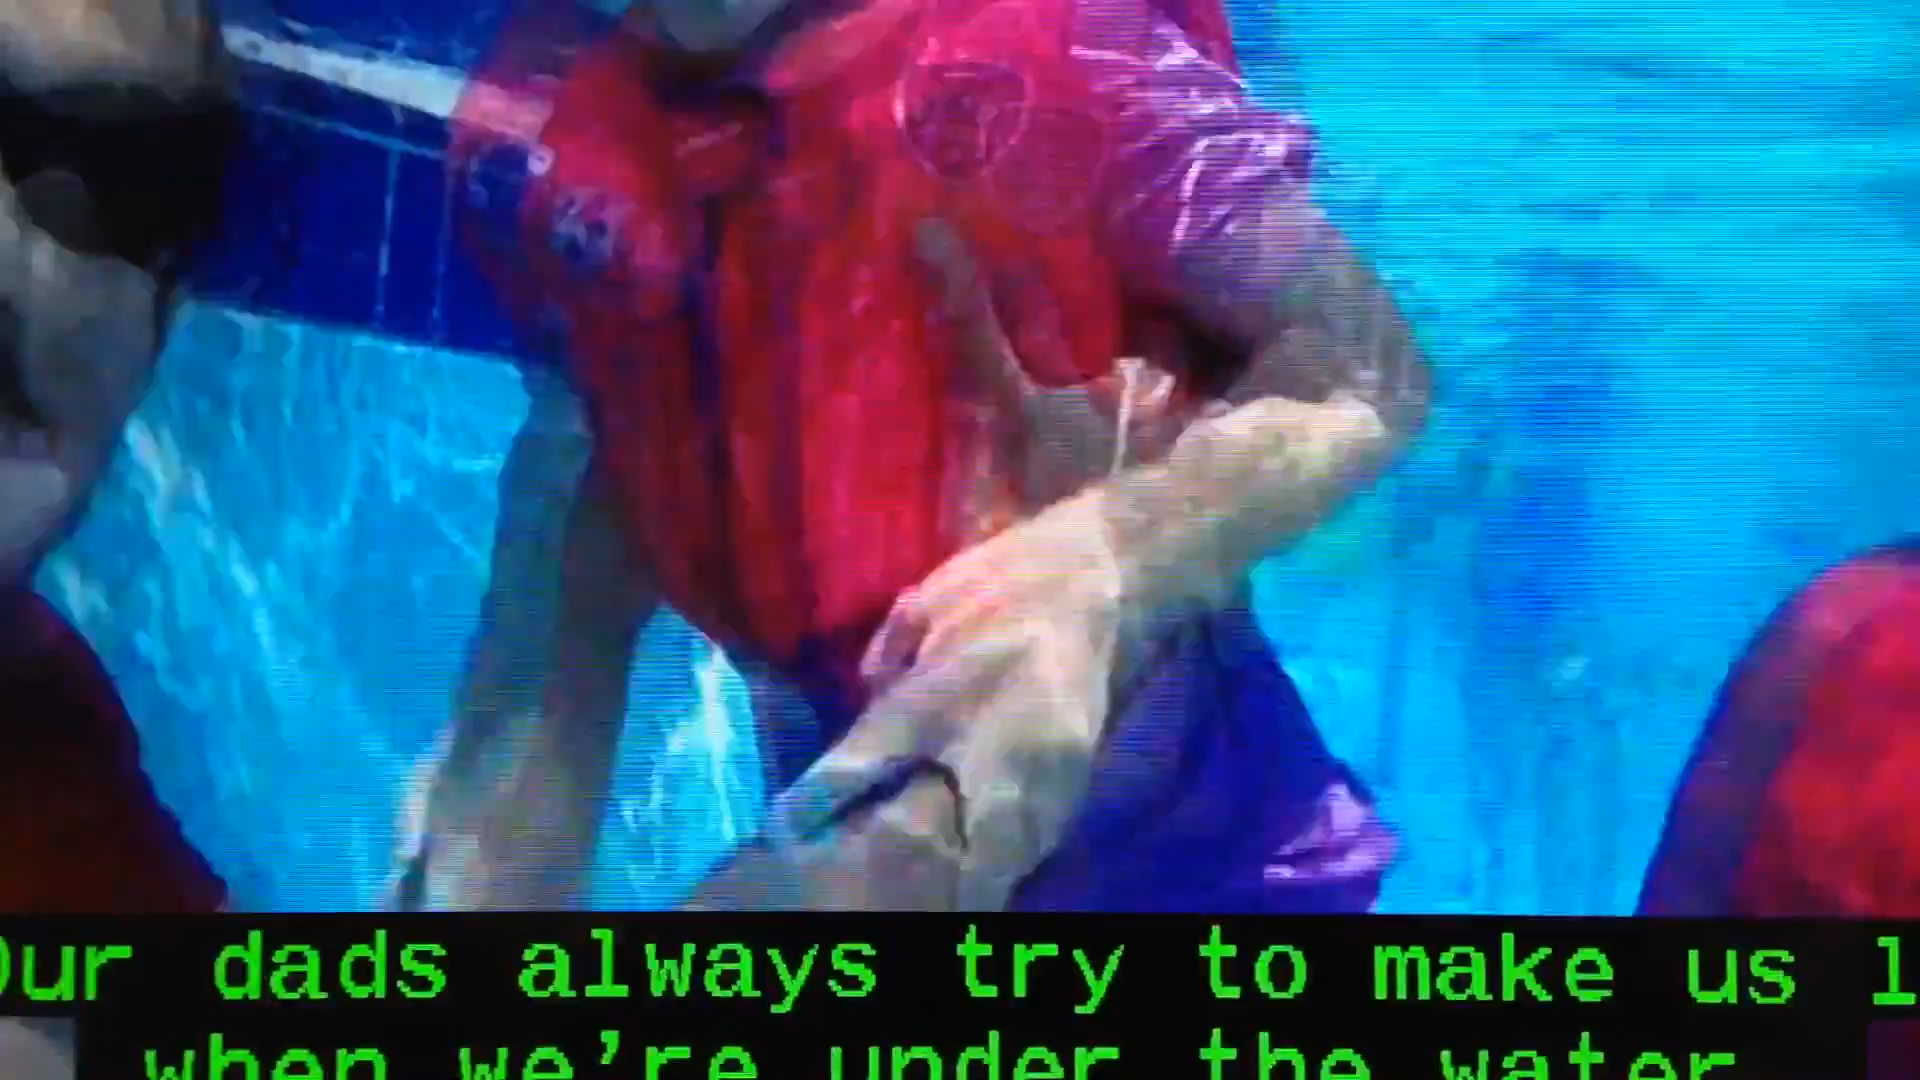 Our dads always try to make us l
when we're under the water